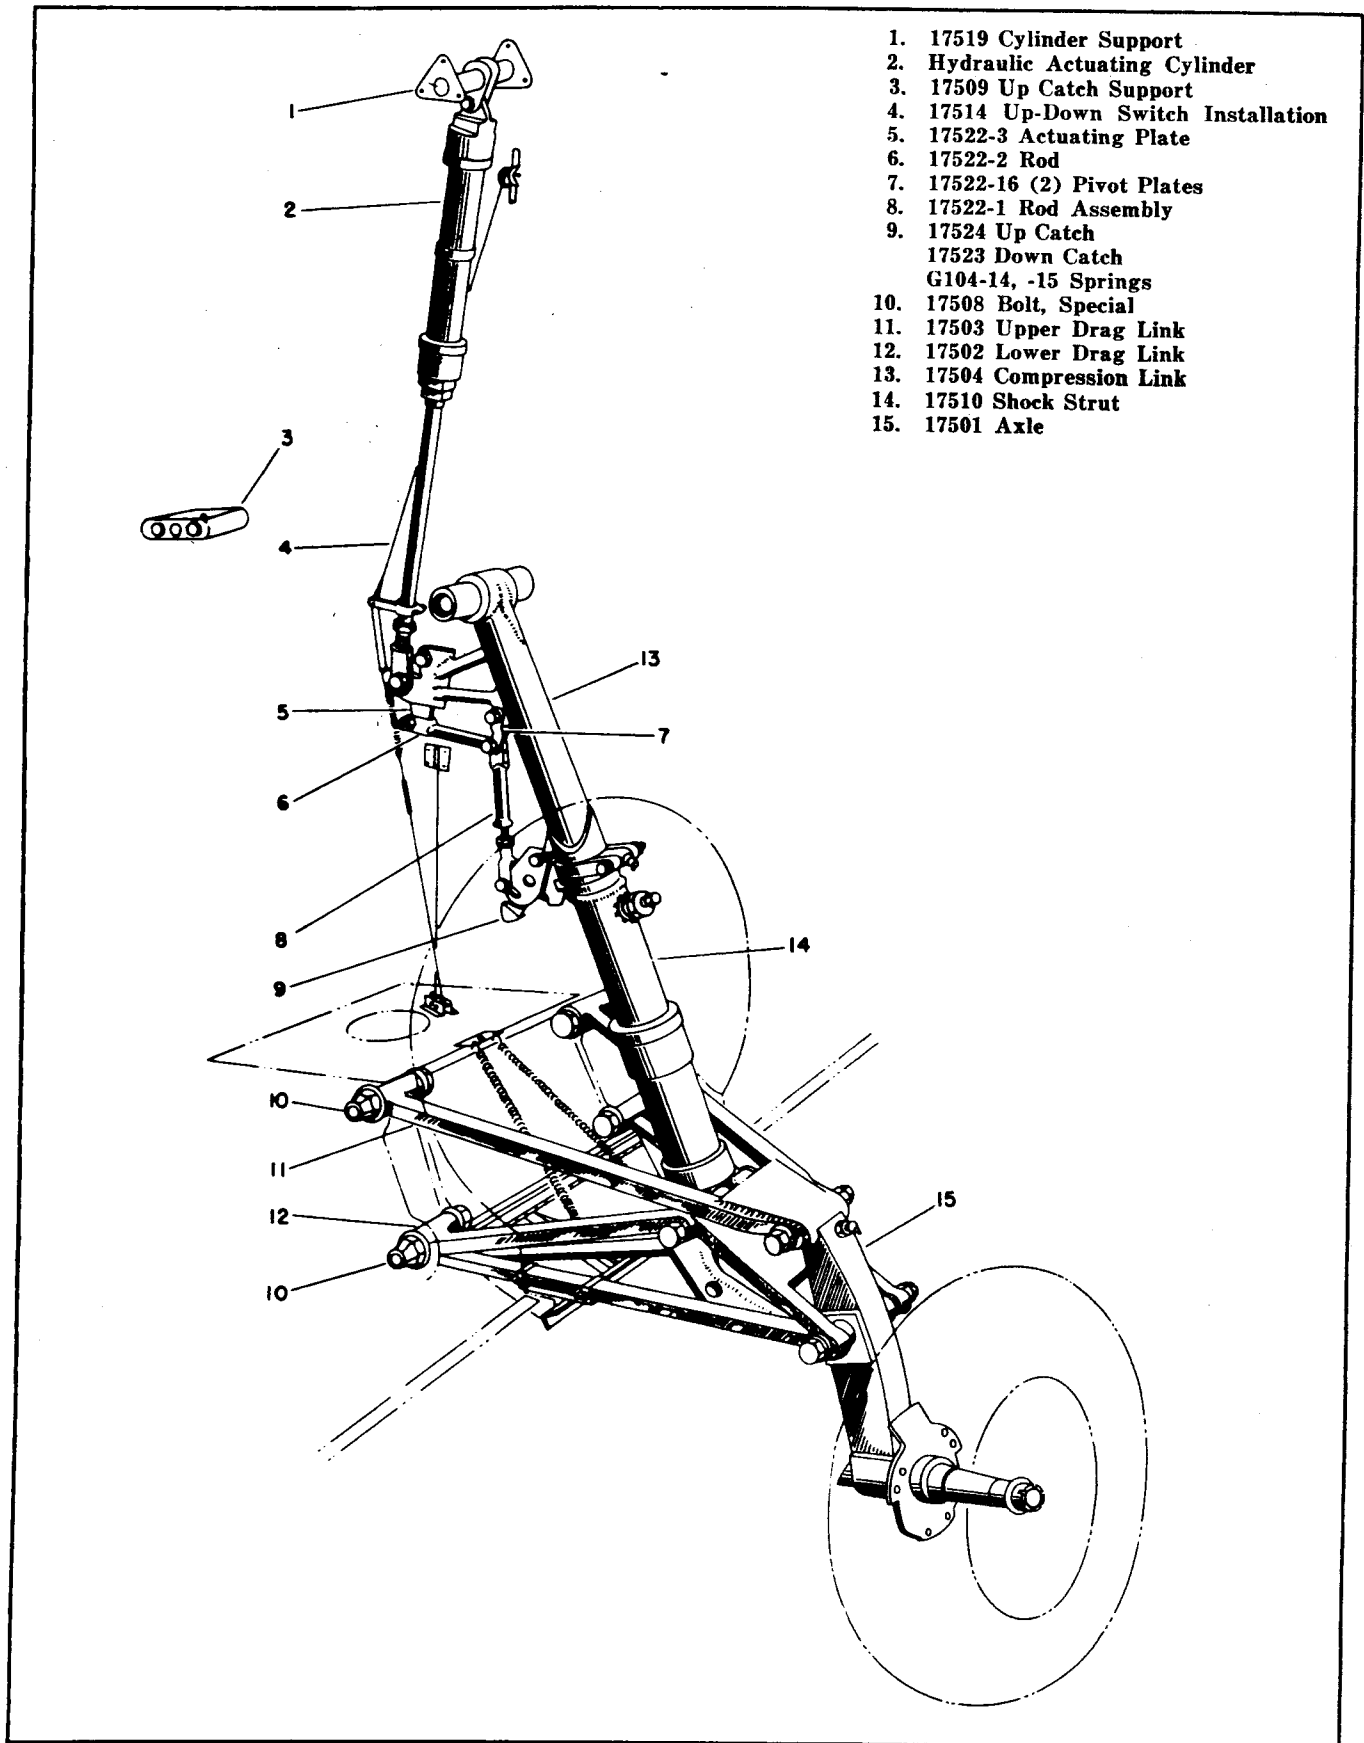 1. 17519 Cylinder Support
2. Hydraulic Actuating Cylinder
3. 17509 Up Catch Support
4. 17514 Up-Down Switch Installation
5. 17522-3 Actuating Plate
6. 17522-2 Rod
7. 17522-16 (2) Pivot Plates
8. 17522-1 Rod Assembly
9. 17524 Up Catch
17523 Down Catch
G104-14, -15 Springs
10. 17508 Bolt, Special
11. 17503 Upper Drag Link
12. 17502 Lower Drag Link
13. 17504 Compression Link
14. 17510 Shock Strut
15. 17501 Axle
1
2
3
4
13
5
7
6
8
14
9
10
11
15
12
10